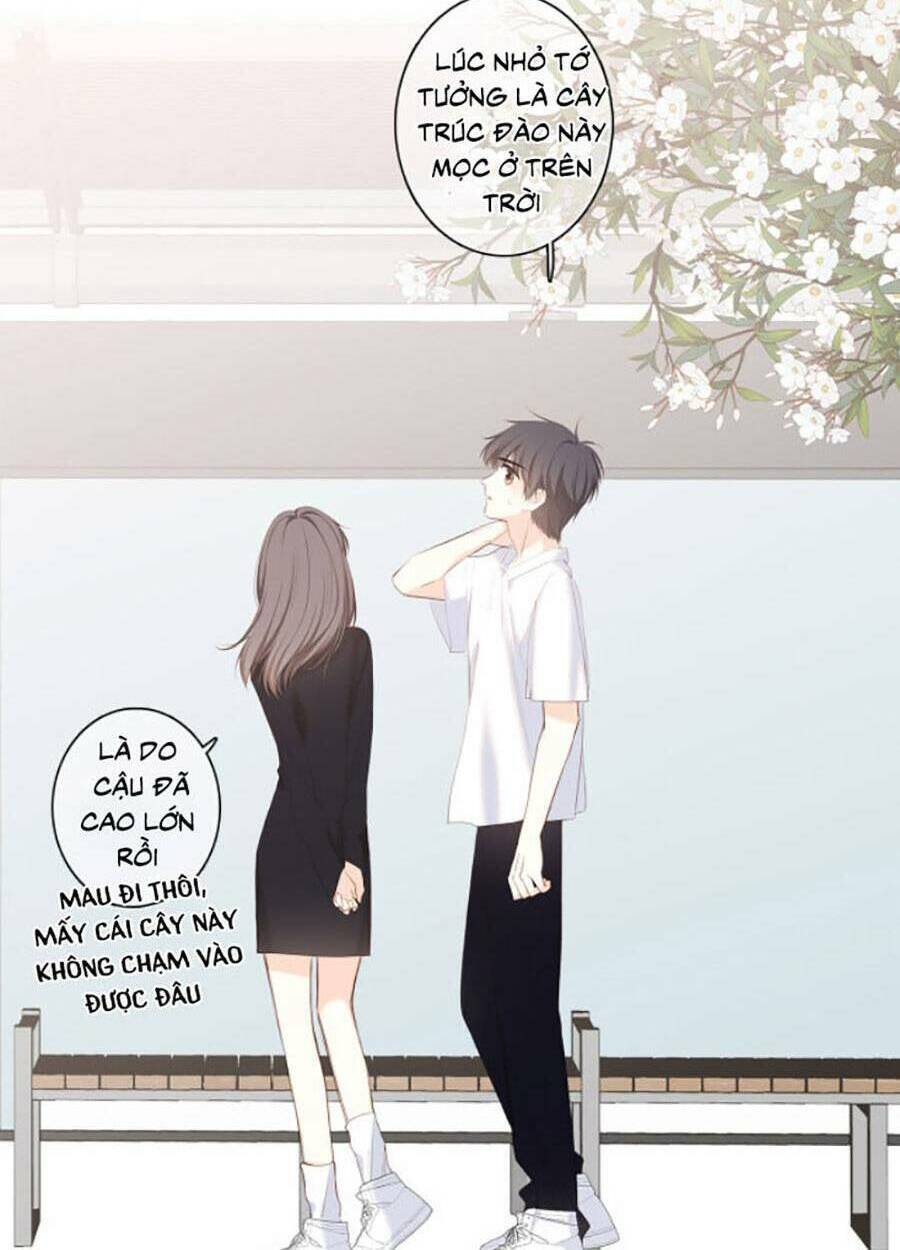 LÚC NHỎ TỚ
TƯỞNG LÀ CÂY
TRÚC ĐÀO NÀY
MỌC Ở TRÊN
TRỜI
LÀ DO
CẬU ĐÃ
CAO LỚN
RỒI
MAU ĐI THÔI,
MẤY CÁI CÂY NÀY
KHÔNG CHẠM VÀO
ĐƯỢC ĐÂU